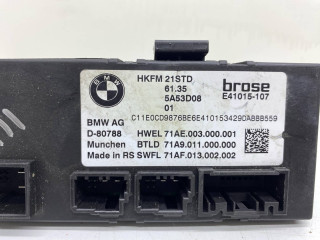 BMW
HKFM 21STD
61.35
5A53D08
01
brose
E41015-107
C11E0CD9876BE6E4101534290DABBB559
BMW AG
D-80788
Munchen
Made in RS
HWEL 71AE.003.000.001
BTLD 71A9.011.000.000
SWFL 71AF.013.002.002